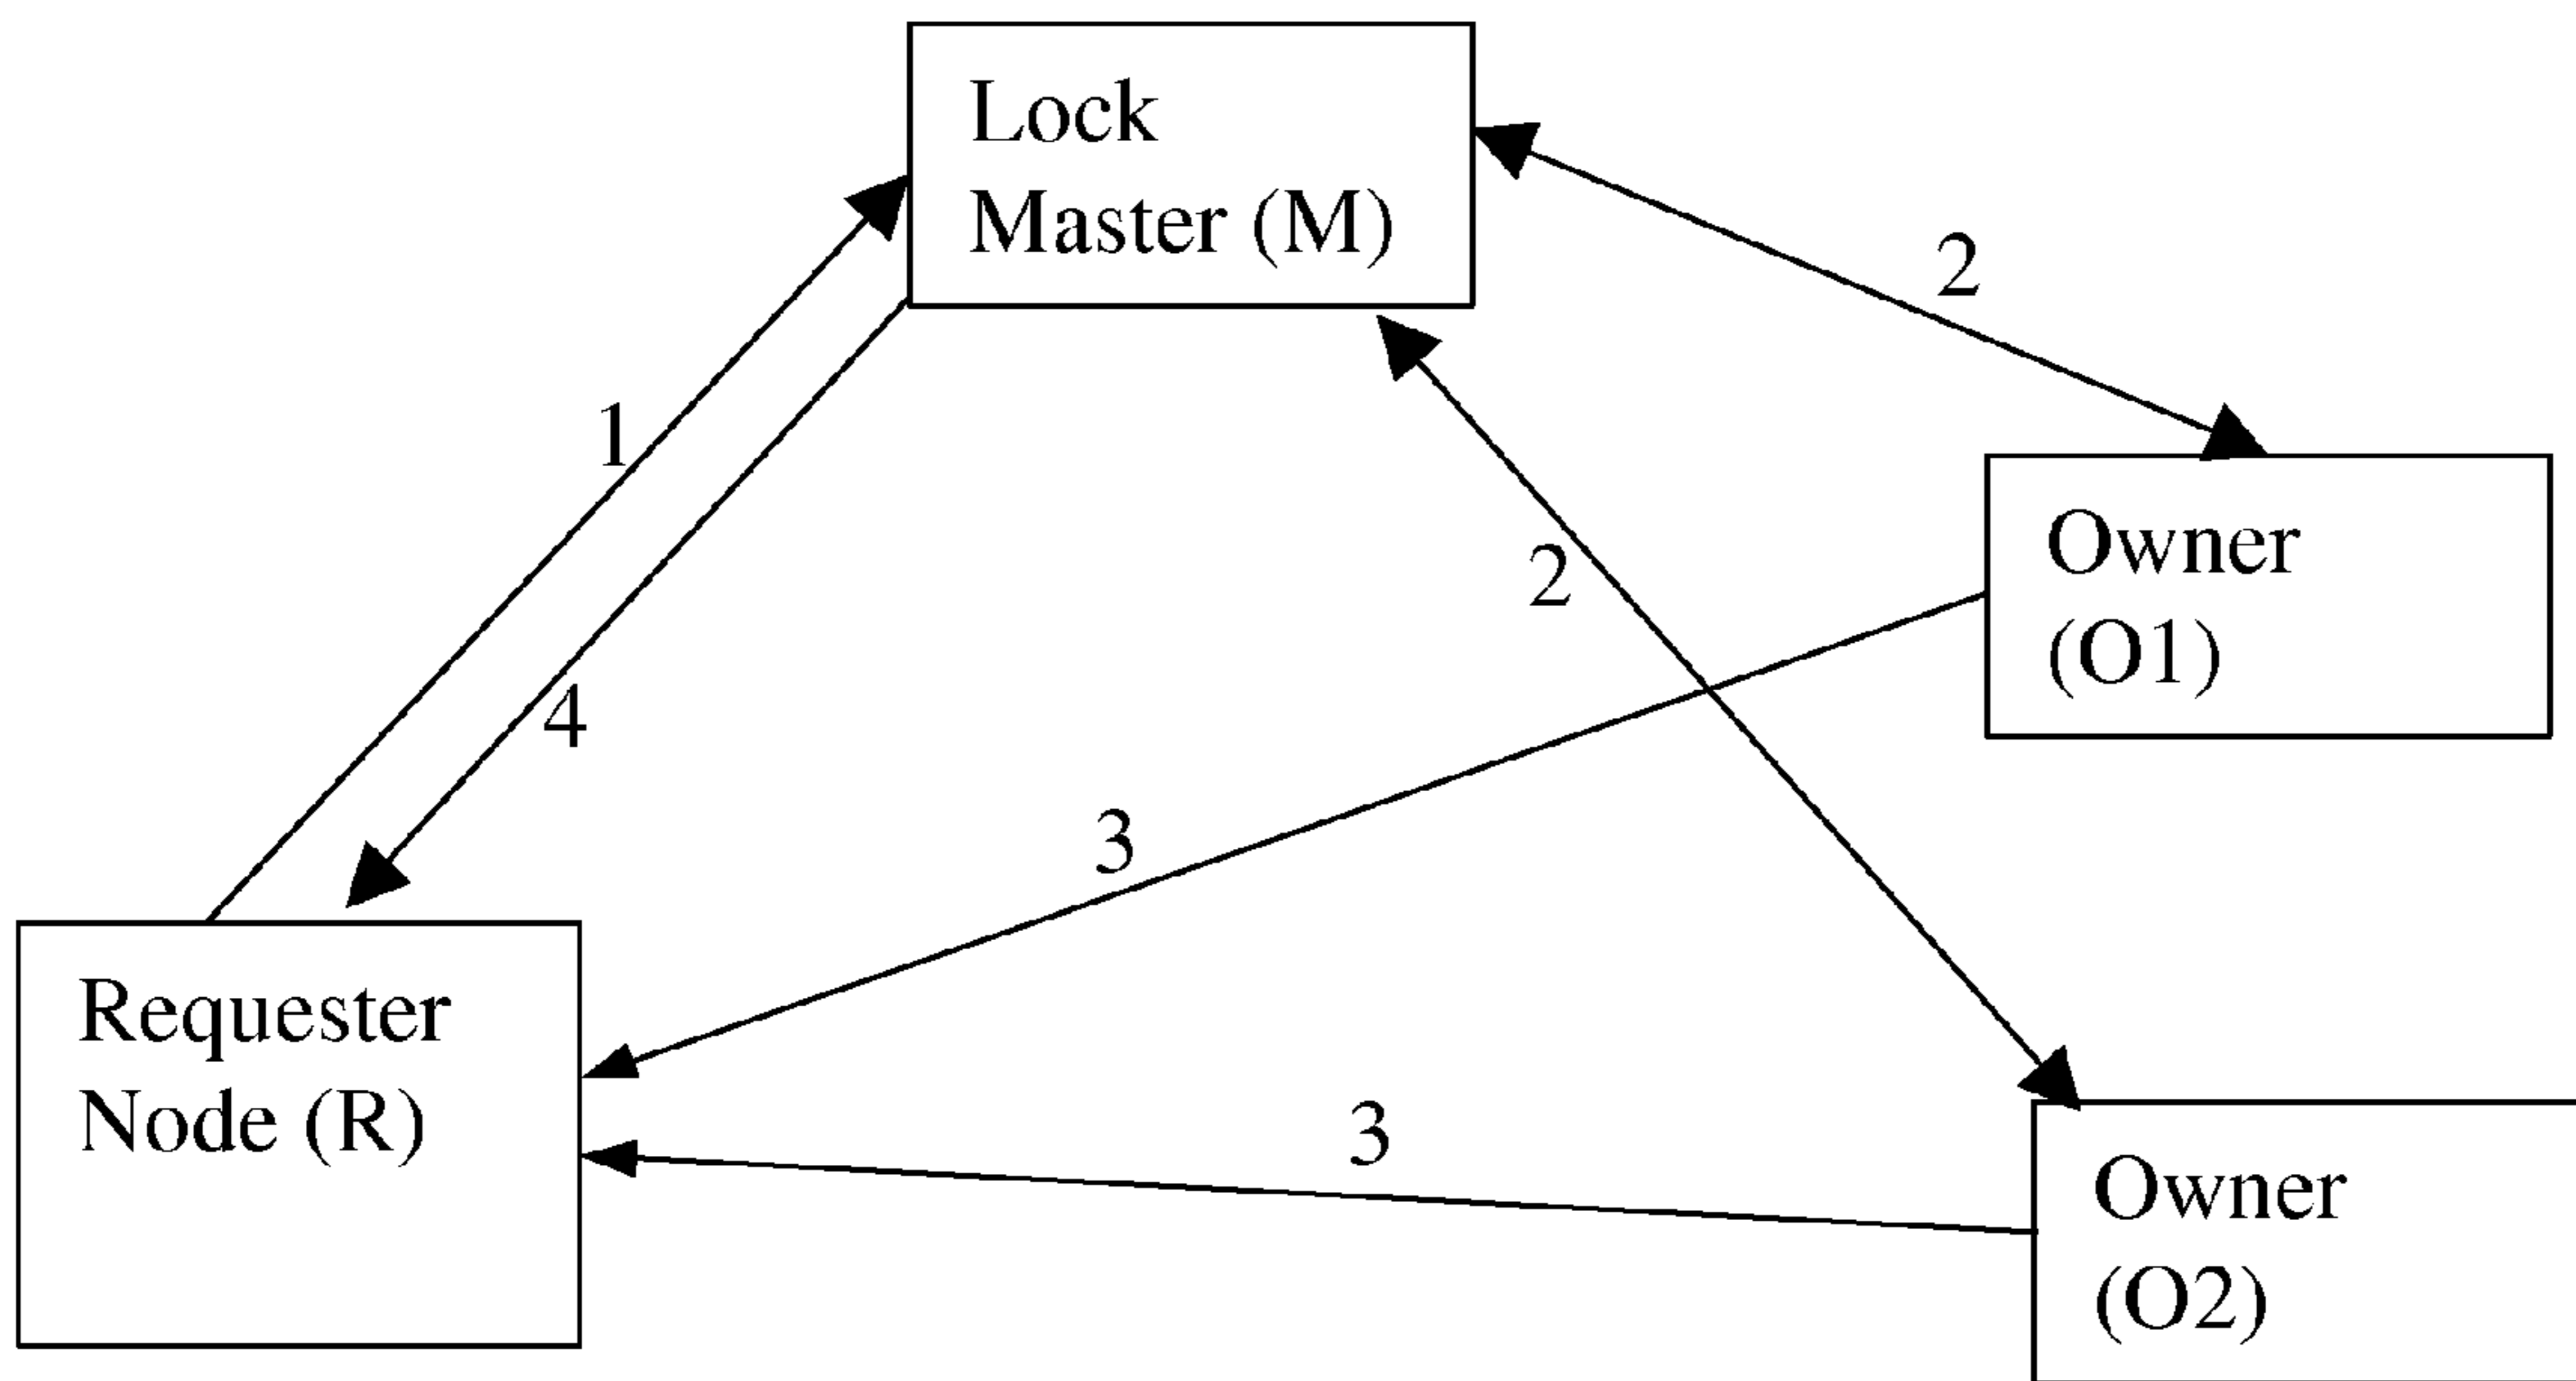 Lock
Master (M)
2
1
2
Owner
(O1)
4
3
Requester
Node (R)
3
Owner
(O2)